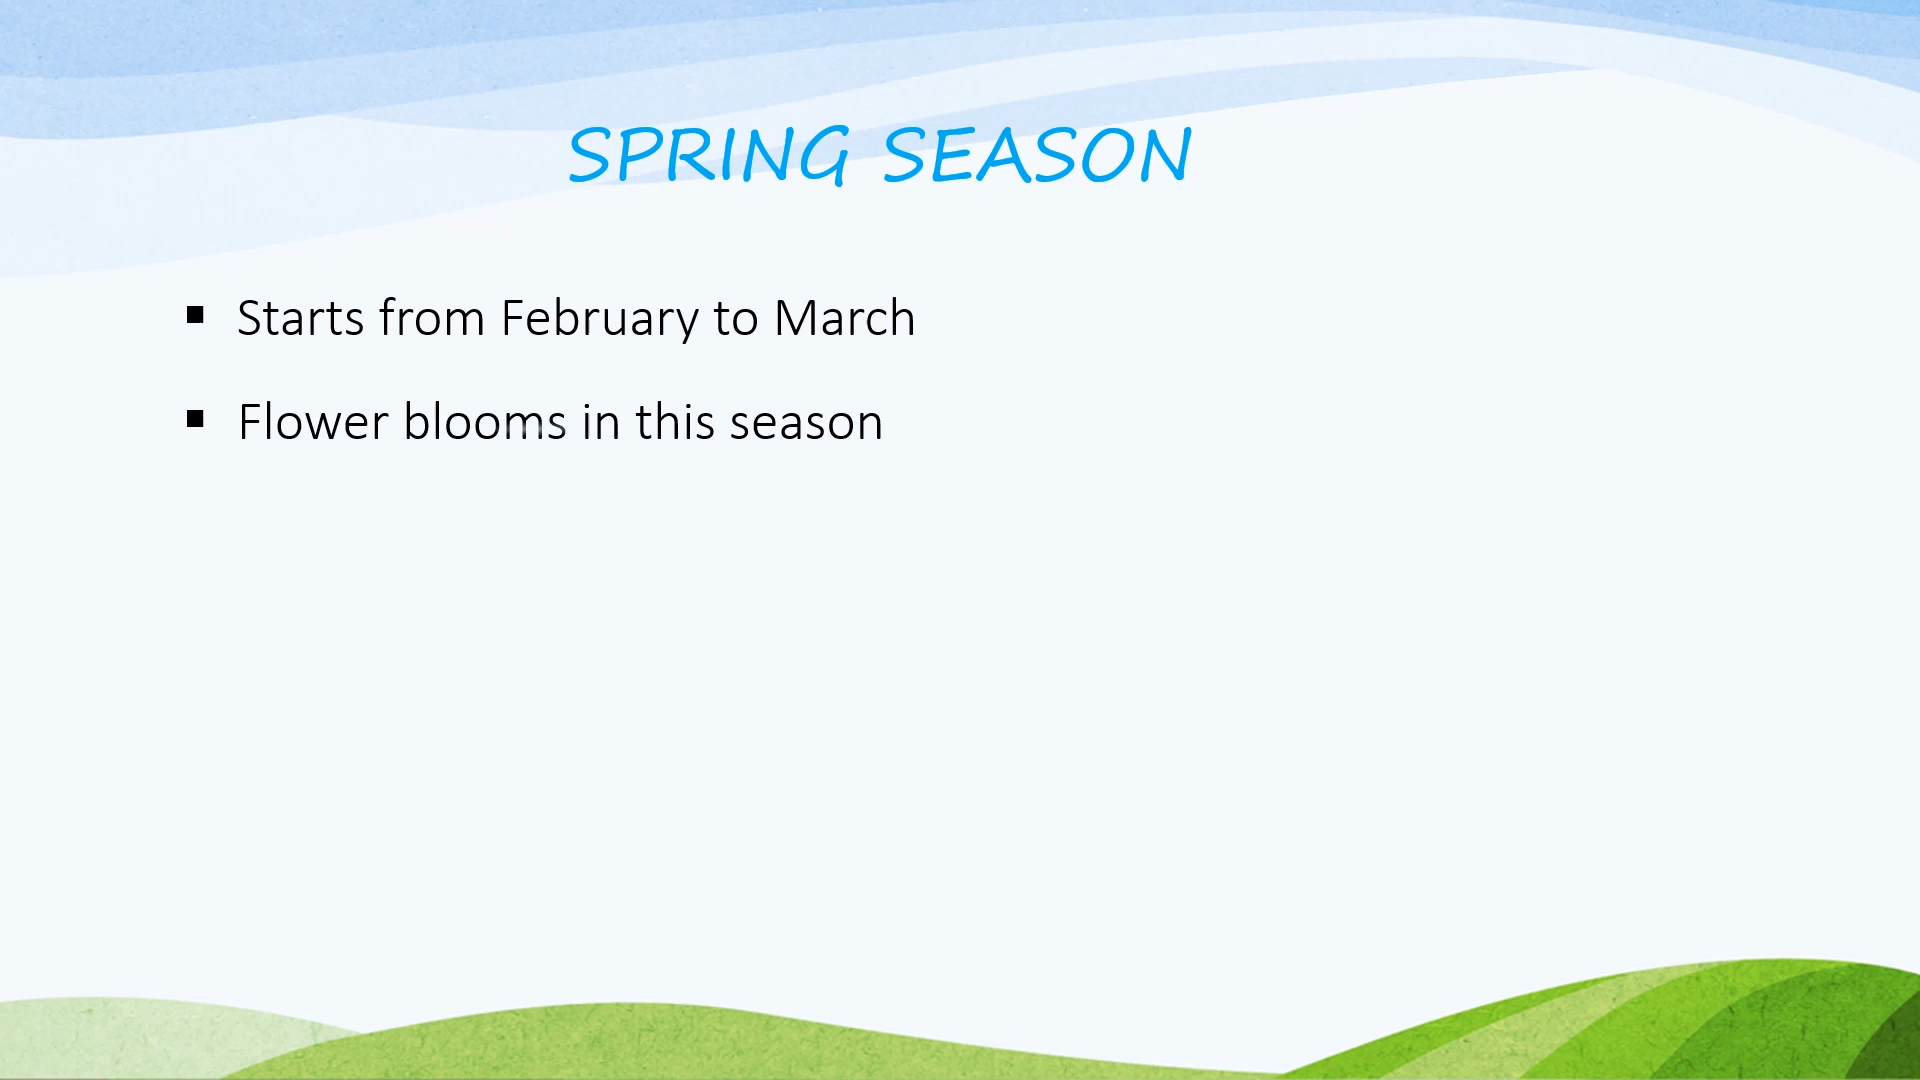 SPRING SEASON
▪ Starts from February to March
▪ Flower blooms in this season